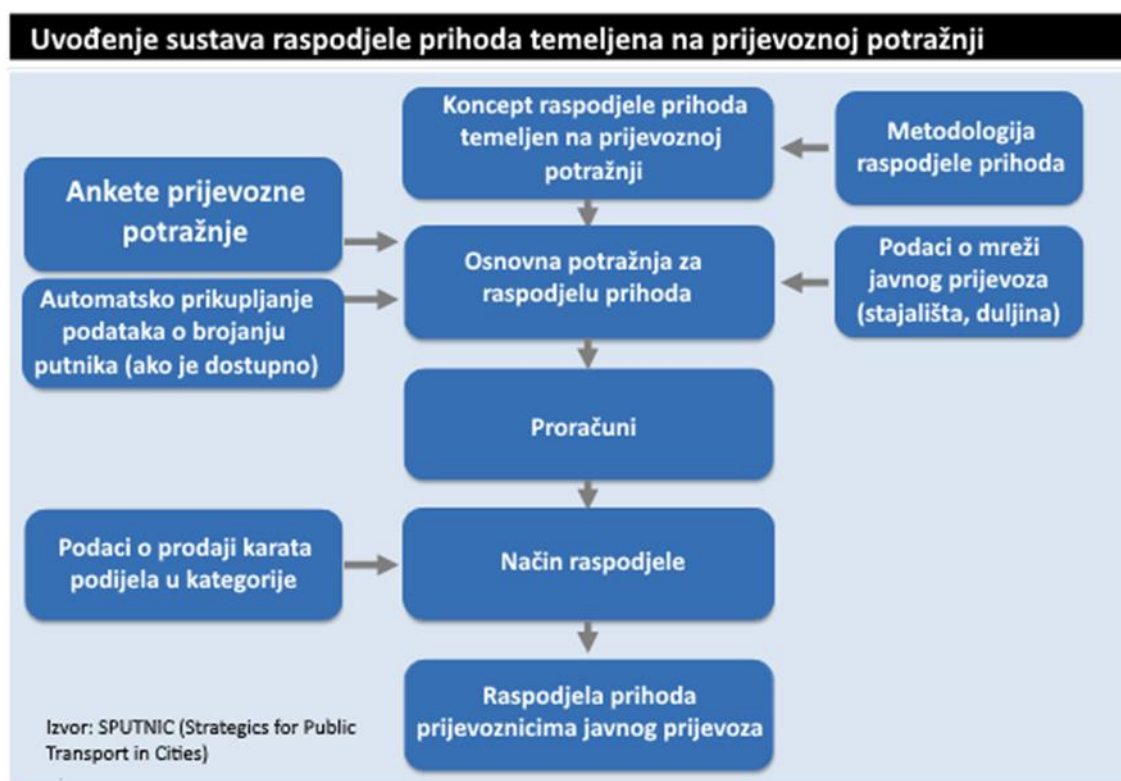 Uvođenje sustava raspodjele prihoda temeljena na prijevoznoj potražnji
Koncept raspodjele prihoda
temeljen na prijevoznoj
potražnji
Metodologija
raspodjele prihoda
Ankete prijevozne
potražnje
Osnovna potražnja za
raspodjelu prihoda
Podaci o mreži
javnog prijevoza
(stajališta, duljina)
Automatsko prikupljanje
podataka o brojanju
putnika (ako je dostupno)
Proračuni
Podaci o prodaji karata
podijela u kategorije
Način raspodjele
Raspodjela prihoda
prijevoznicima javnog prijevoza
Izvor: SPUTNIC (Strategics for Public
Transport in Cities)